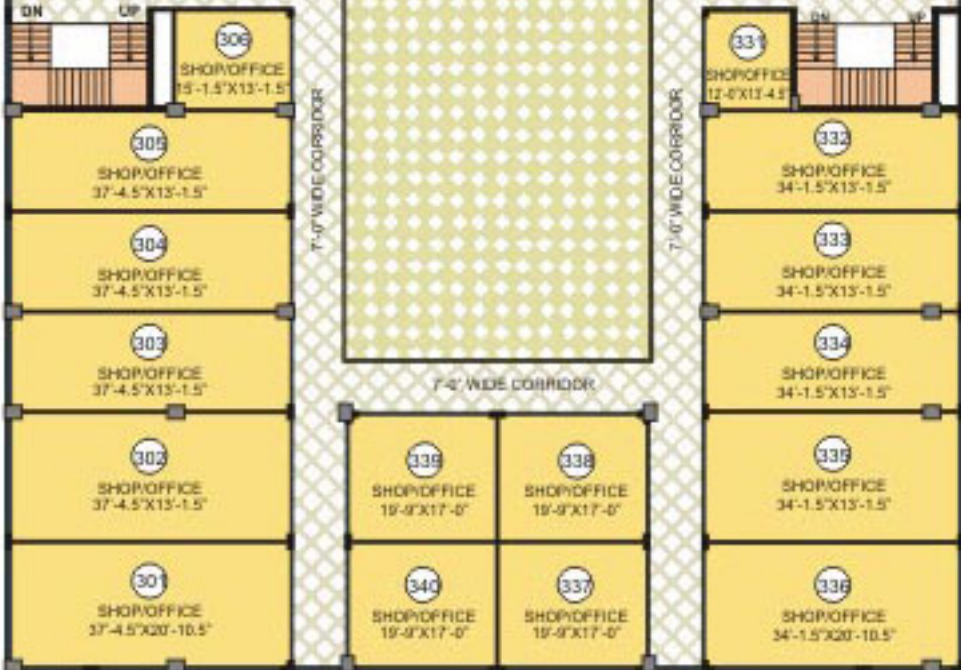 DN UP
306
SHOP/OFFICE
15'-1.5"X13'-1.5"
305
SHOP/OFFICE
37'-4.5"X13'-1.5"
304
SHOP/OFFICE
37'-4.5"X13'-1.5"
303
SHOP/OFFICE
37'-4.5"X13'-1.5"
302
SHOP/OFFICE
37'-4.5"X13'-1.5"
301
SHOP/OFFICE
37'-4.5"X20'-10.5"
7'-0" WIDE CORRIDOR
7'-0" WIDE CORRIDOR
339
SHOP/OFFICE
19'-9"X17'-0"
338
SHOP/OFFICE
19'-9"X17'-0"
340
SHOP/OFFICE
19'-9"X17'-0"
337
SHOP/OFFICE
19'-9"X17'-0"
7'-0" WIDE CORRIDOR
DN UP
331
SHOP/OFFICE
12'-0"X13'-4.5"
332
SHOP/OFFICE
34'-1.5"X13'-1.5"
333
SHOP/OFFICE
34'-1.5"X13'-1.5"
334
SHOP/OFFICE
34'-1.5"X13'-1.5"
335
SHOP/OFFICE
34'-1.5"X13'-1.5"
336
SHOP/OFFICE
34'-1.5"X20'-10.5"